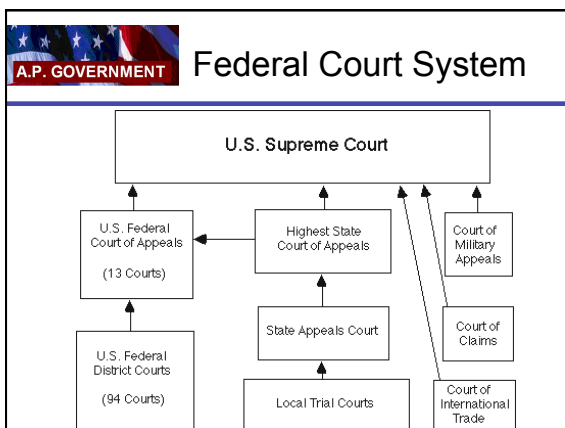 A.P. GOVERNMENT
Federal Court System
U.S. Supreme Court
U.S. Federal
Court of Appeals
(13 Courts)
Highest State
Court of Appeals
Court of
Military
Appeals
State Appeals Court
Court of
Claims
U.S. Federal
District Courts
(94 Courts)
Local Trial Courts
Court of
International
Trade